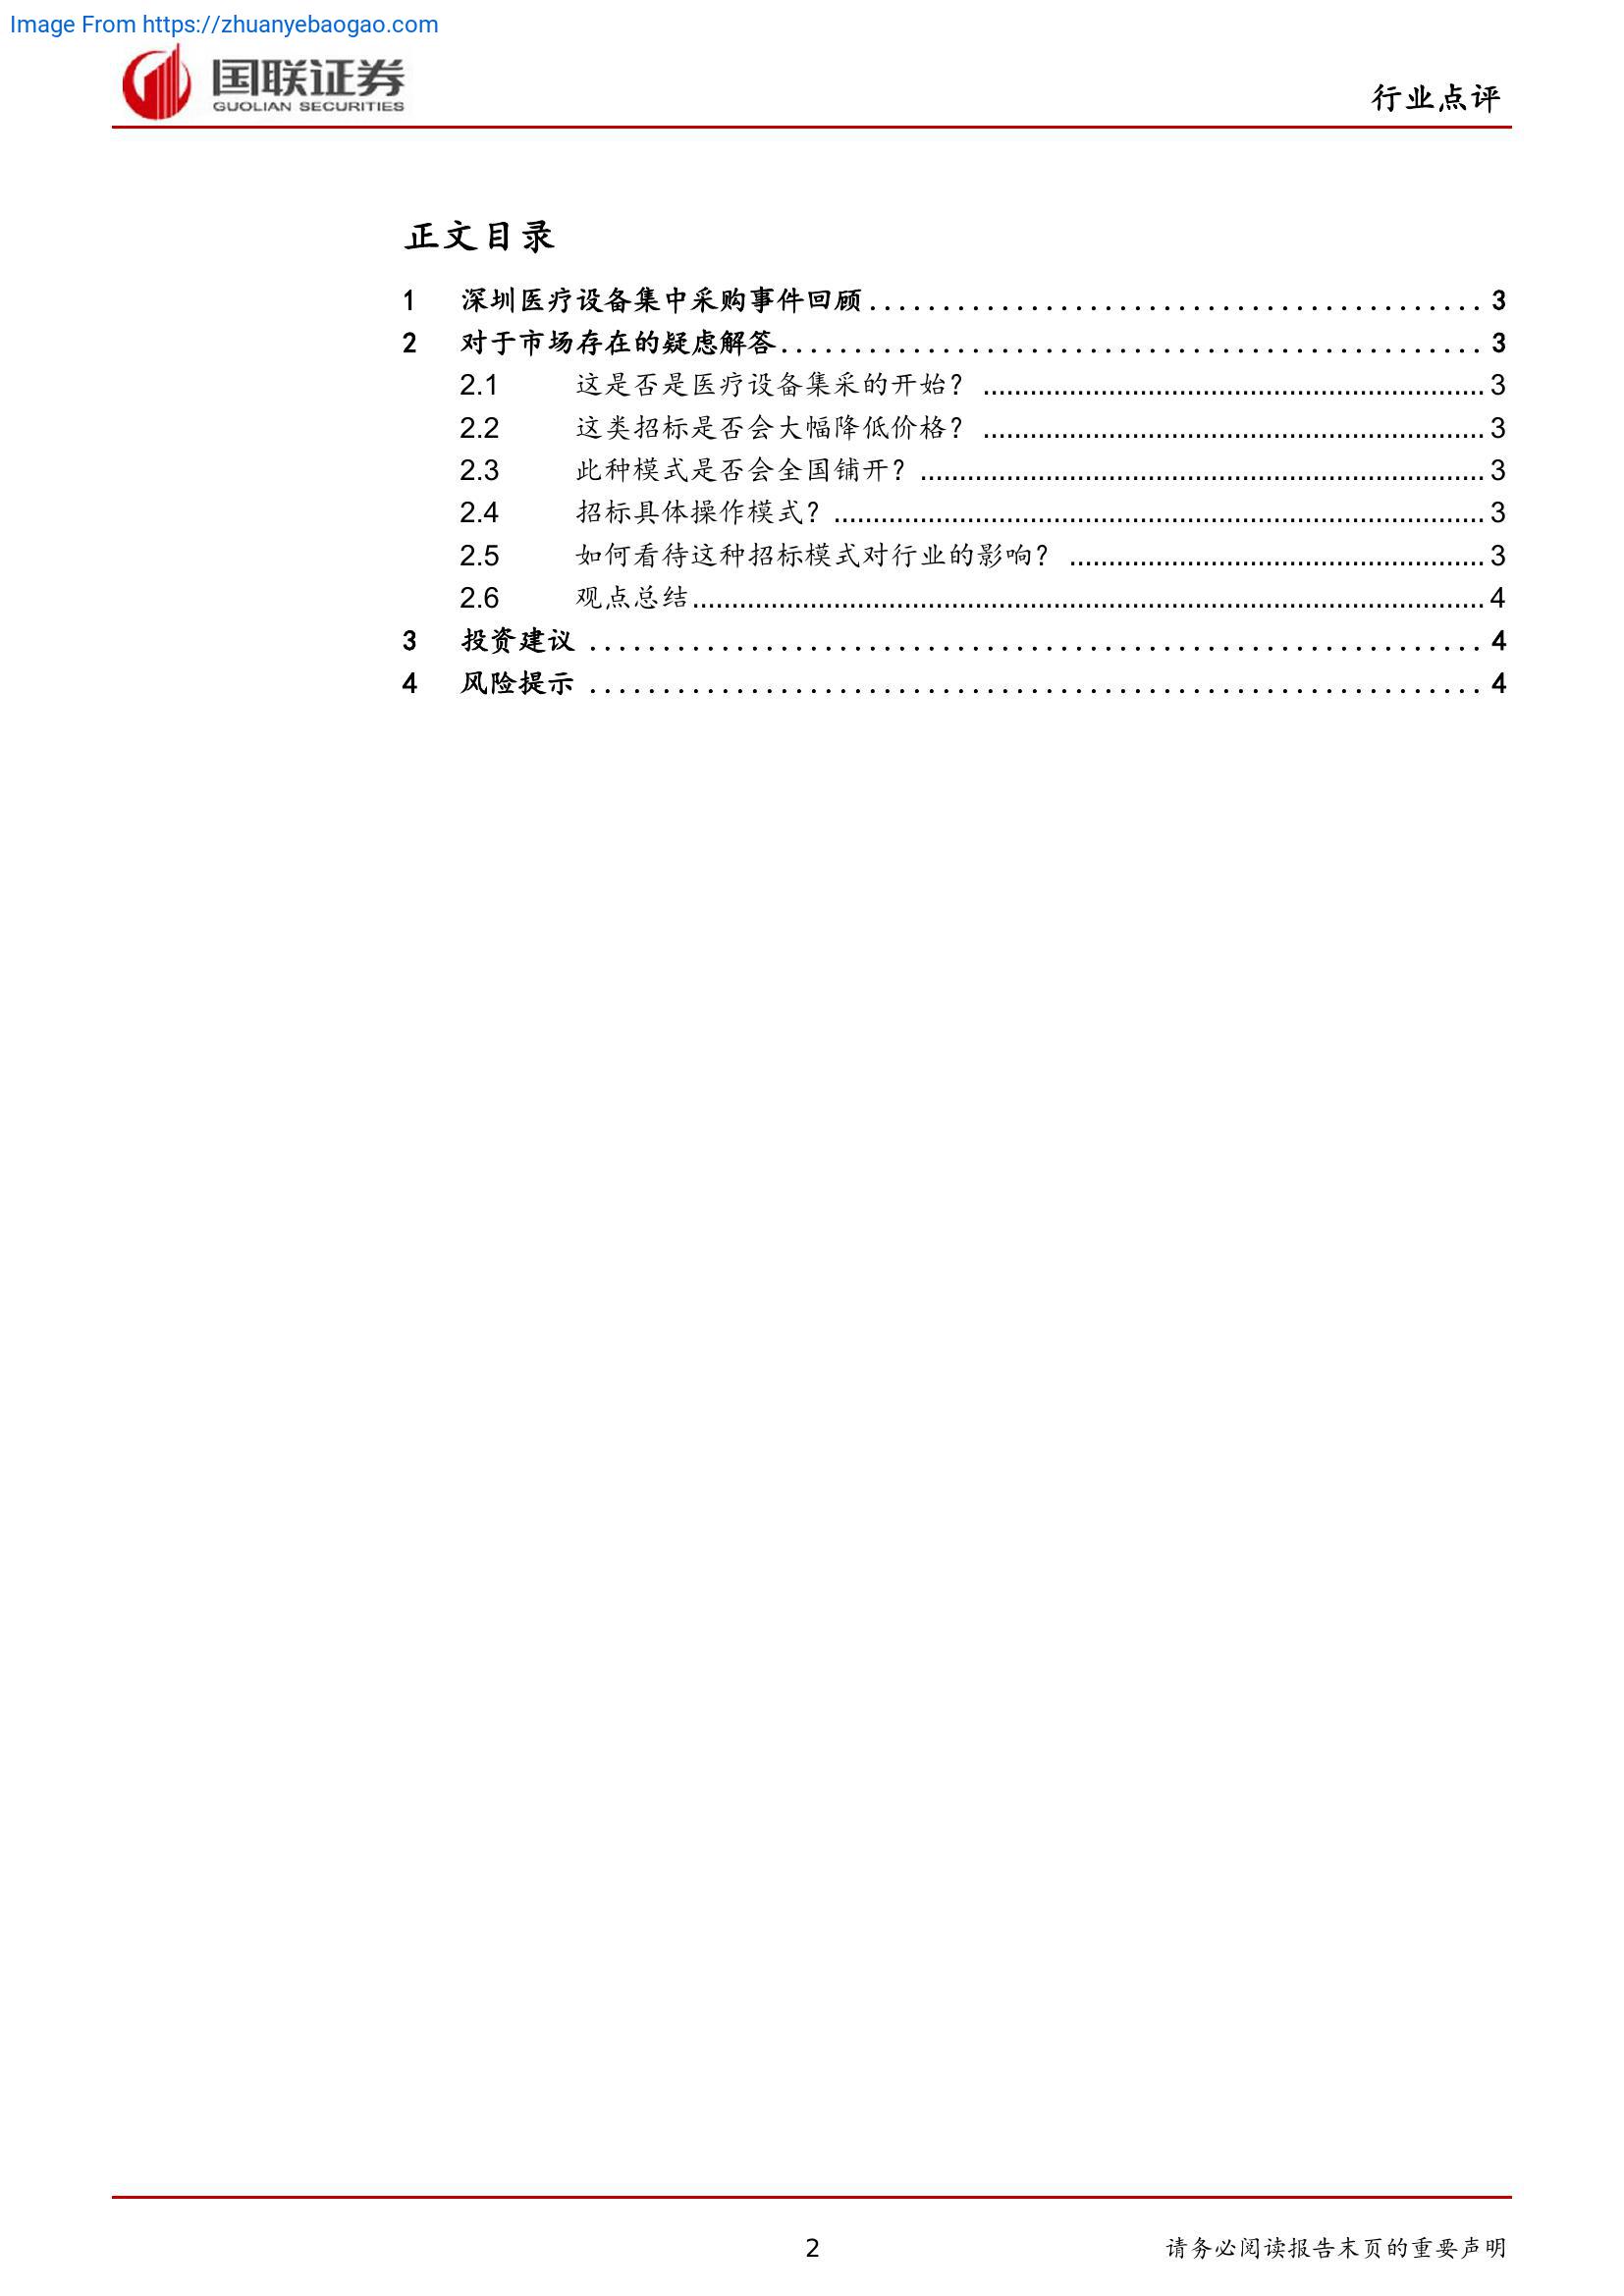 Image From https://zhuanyebaogao.com
国联证券
GUOLIAN SECURITIES
行业点评
正文目录
1 深圳医疗设备集中采购事件回顾........................................ 3
2 对于市场存在的疑虑解答.............................................. 3
2.1 这是否是医疗设备集采的开始？ ................................................................ 3
2.2 这类招标是否会大幅降低价格？ ................................................................ 3
2.3 此种模式是否会全国铺开？ ........................................................................ 3
2.4 招标具体操作模式？ ................................................................................... 3
2.5 如何看待这种招标模式对行业的影响？ ..................................................... 3
2.6 观点总结..................................................................................................... 4
3 投资建议 ........................................................... 4
4 风险提示 ........................................................... 4
2
请务必阅读报告末页的重要声明